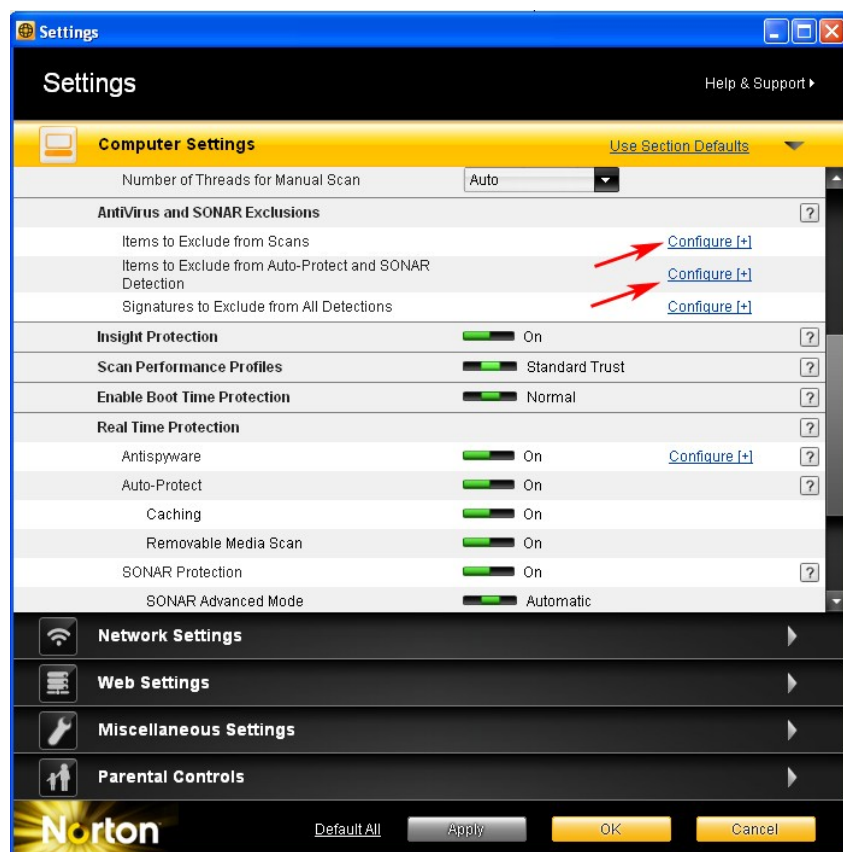 Settings
Settings
Help & Support
Computer Settings
Use Section Defaults
Number of Threads for Manual Scan
Auto
AntiVirus and SONAR Exclusions
?
Items to Exclude from Scans
Configure [+]
Items to Exclude from Auto-Protect and SONAR
Detection
Configure [+]
Signatures to Exclude from All Detections
Configure [+]
Insight Protection
On
?
Scan Performance Profiles
Standard Trust
?
Enable Boot Time Protection
Normal
?
Real Time Protection
?
Antispyware
On
Configure [+]
?
Auto-Protect
On
?
Caching
On
Removable Media Scan
On
SONAR Protection
On
?
SONAR Advanced Mode
Automatic
Network Settings
Web Settings
Miscellaneous Settings
Parental Controls
Norton
Default All
Apply
OK
Cancel